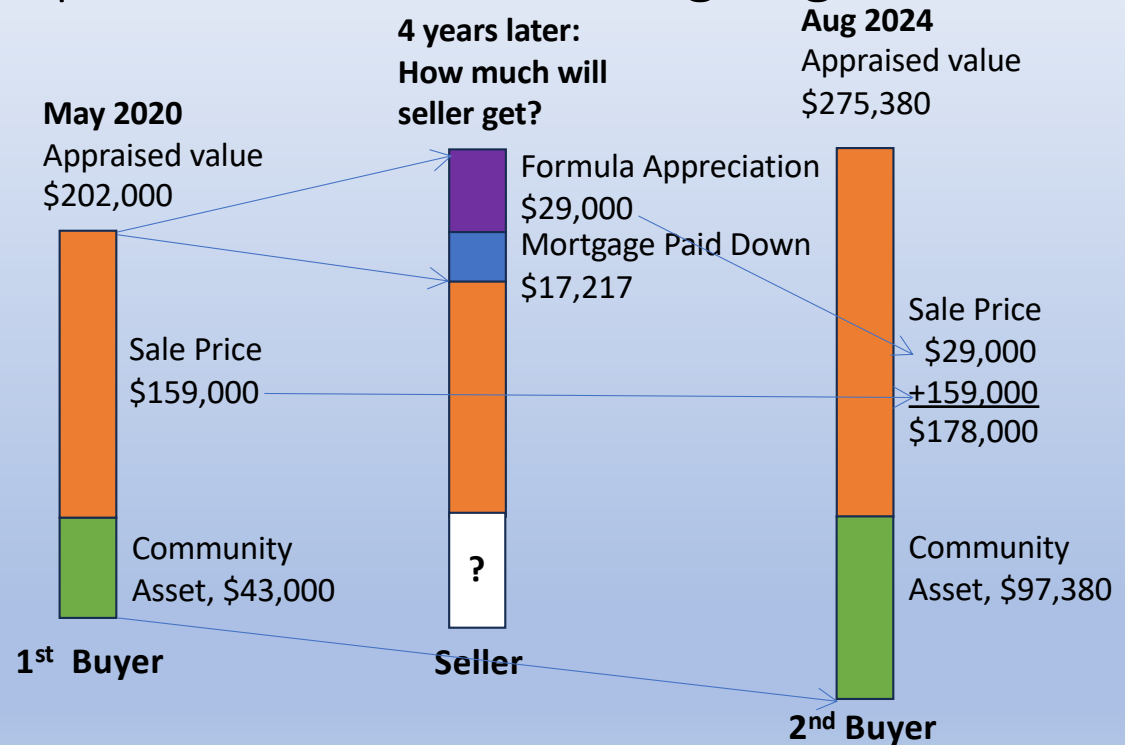 May 2020
Appraised value
$202,000
Sale Price
$159,000
Community
Asset, $43,000
1st Buyer
4 years later:
How much will
seller get?
Formula Appreciation
$29,000
Mortgage Paid Down
$17,217
?
Seller
Aug 2024
Appraised value
$275,380
Sale Price
$29,000
+159,000
$178,000
Community
Asset, $97,380
2nd Buyer